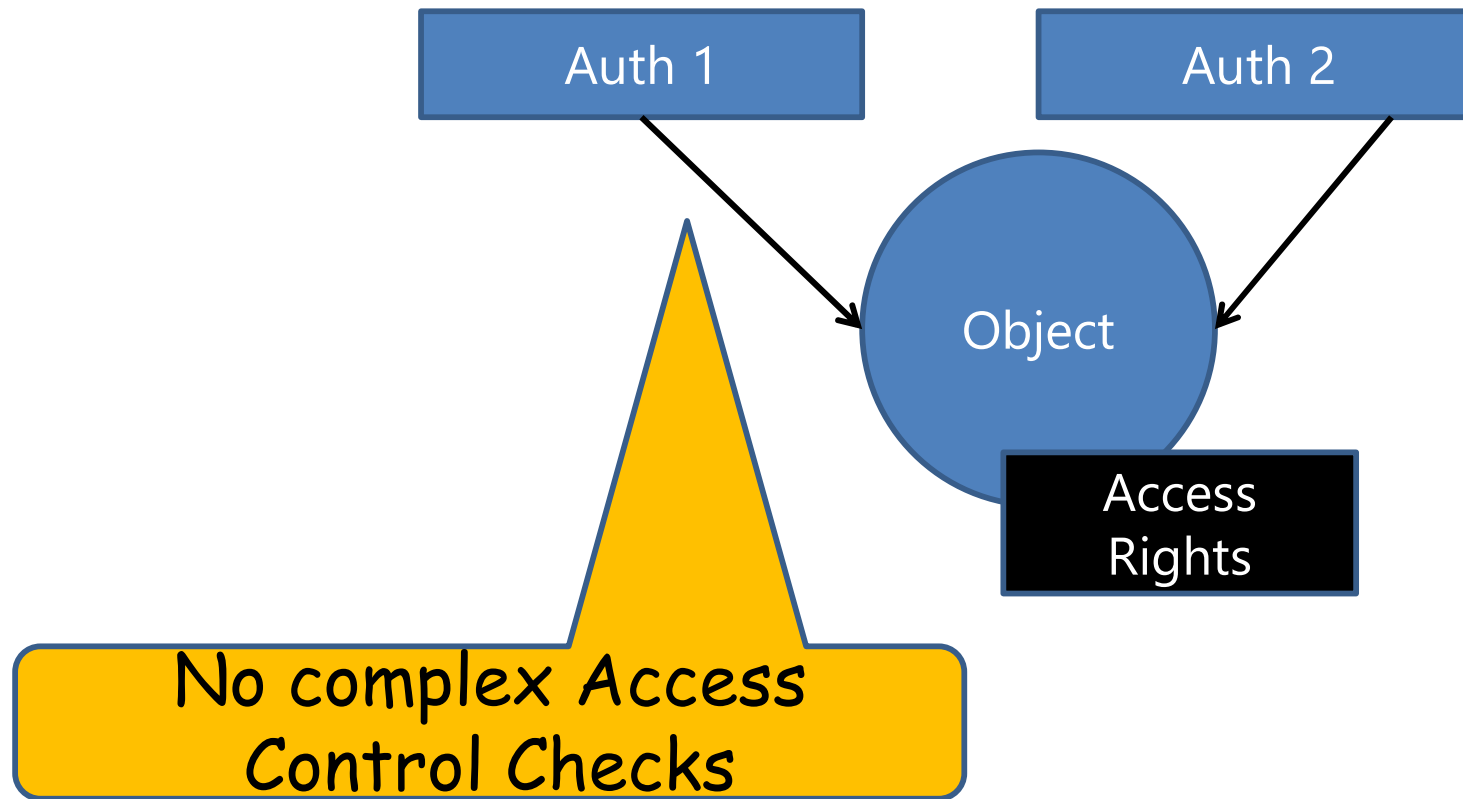 Auth 1
Auth 2
Object
Access
Rights
No complex Access
Control Checks